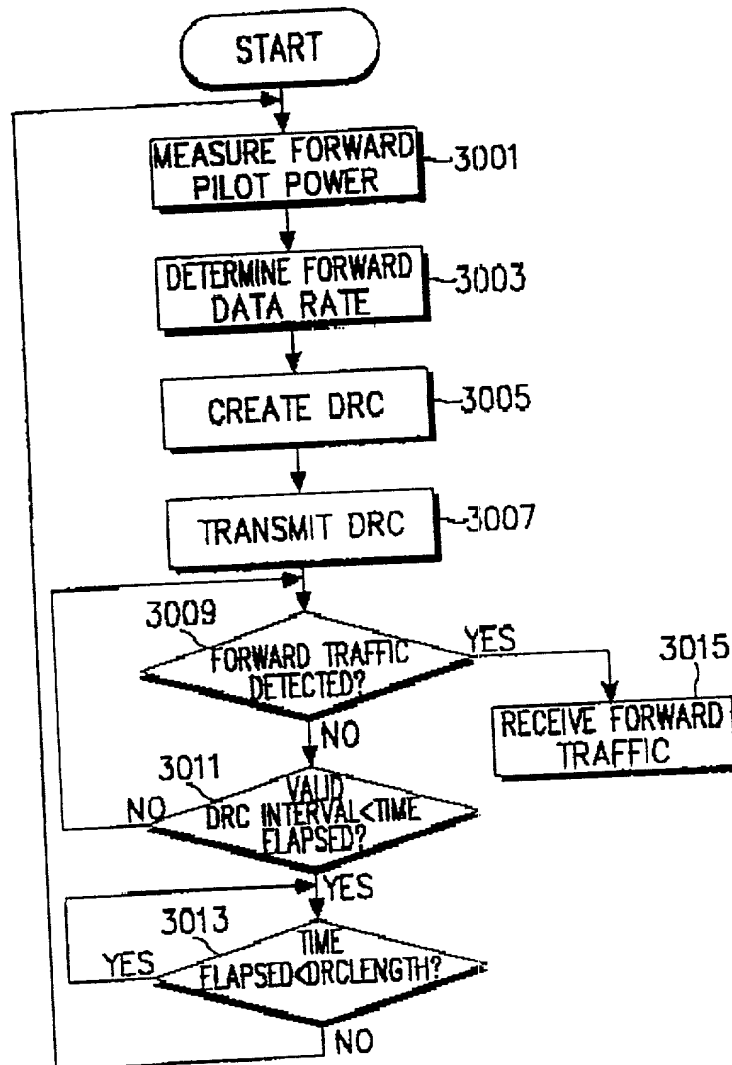 START
MEASURE FORWARD
PILOT POWER
3001
DETERMINE FORWARD
DATA RATE
3003
CREATE DRC
3005
TRANSMIT DRC
3007
3009
FORWARD TRAFFIC
DETECTED?
YES
3015
RECEIVE FORWARD
TRAFFIC
NO
3011
VALID
DRC INTERVAL<TIME
ELAPSED?
NO
YES
3013
TIME
ELAPSED<DRCLENGTH?
YES
NO